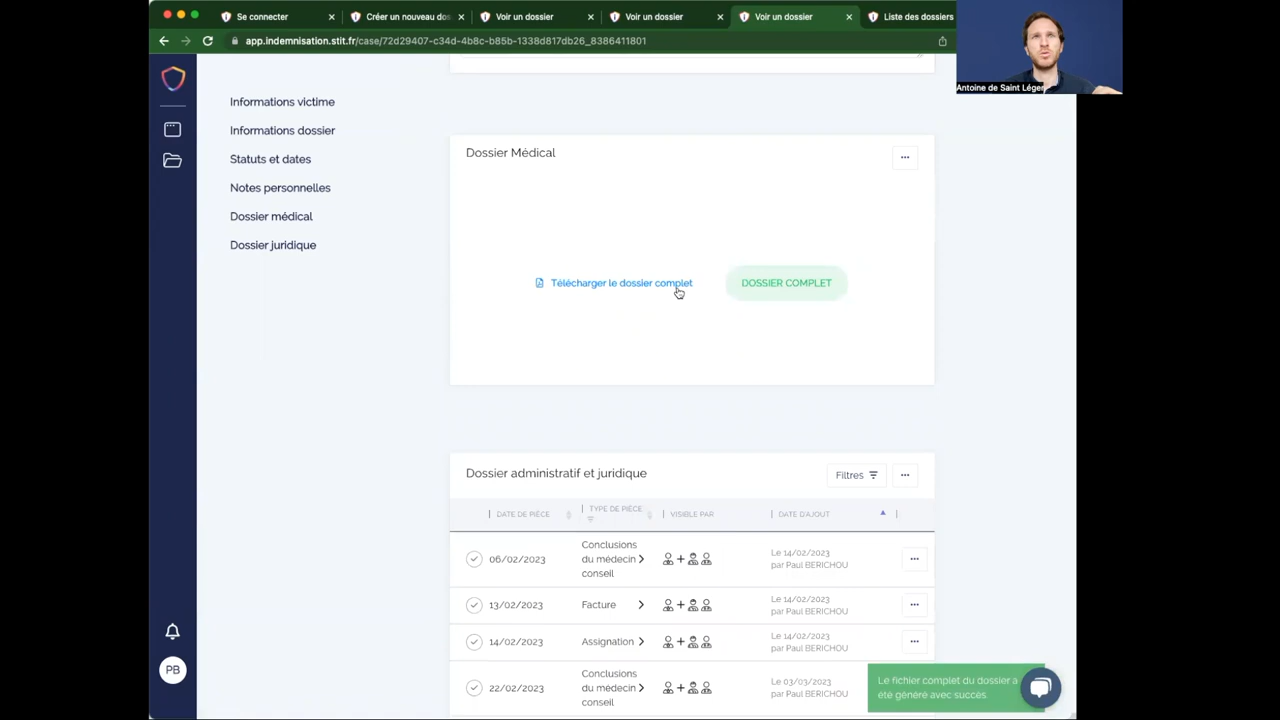 Se connecter
Créer un nouveau dos
Voir un dossier
Voir un dossier
Voir un dossier
Liste des dossiers
app.indemnisation.stit.fr/case/72d29407-c34d-4b8c-b85b-1338d817db26_8386411801
Antoine de Saint Léger
Informations victime
Informations dossier
Statuts et dates
Notes personnelles
Dossier médical
Dossier juridique
Dossier Médical
Télécharger le dossier complet
DOSSIER COMPLET
Dossier administratif et juridique
Filtres
DATE DE PIÈCE
TYPE DE PIÈCE
VISIBLE PAR
DATE D'AJOUT
06/02/2023
Conclusions
du médecin
conseil
Le 14/02/2023
par Paul BERICHOU
13/02/2023
Facture
Le 14/02/2023
par Paul BERICHOU
14/02/2023
Assignation
Le 14/02/2023
par Paul BERICHOU
22/02/2023
Conclusions
du médecin
conseil
Le 03/03/2023
par Paul BERICHOU
Le fichier complet du dossier a
été généré avec succès.
PB